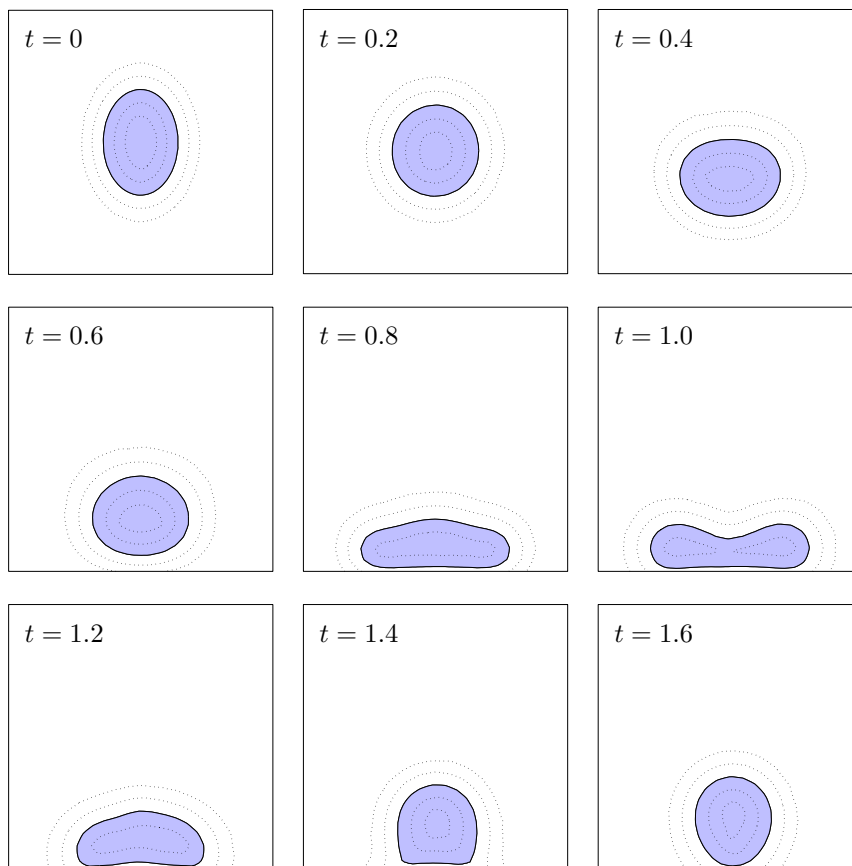 t = 0
t = 0.2
t = 0.4
t = 0.6
t = 0.8
t = 1.0
t = 1.2
t = 1.4
t = 1.6